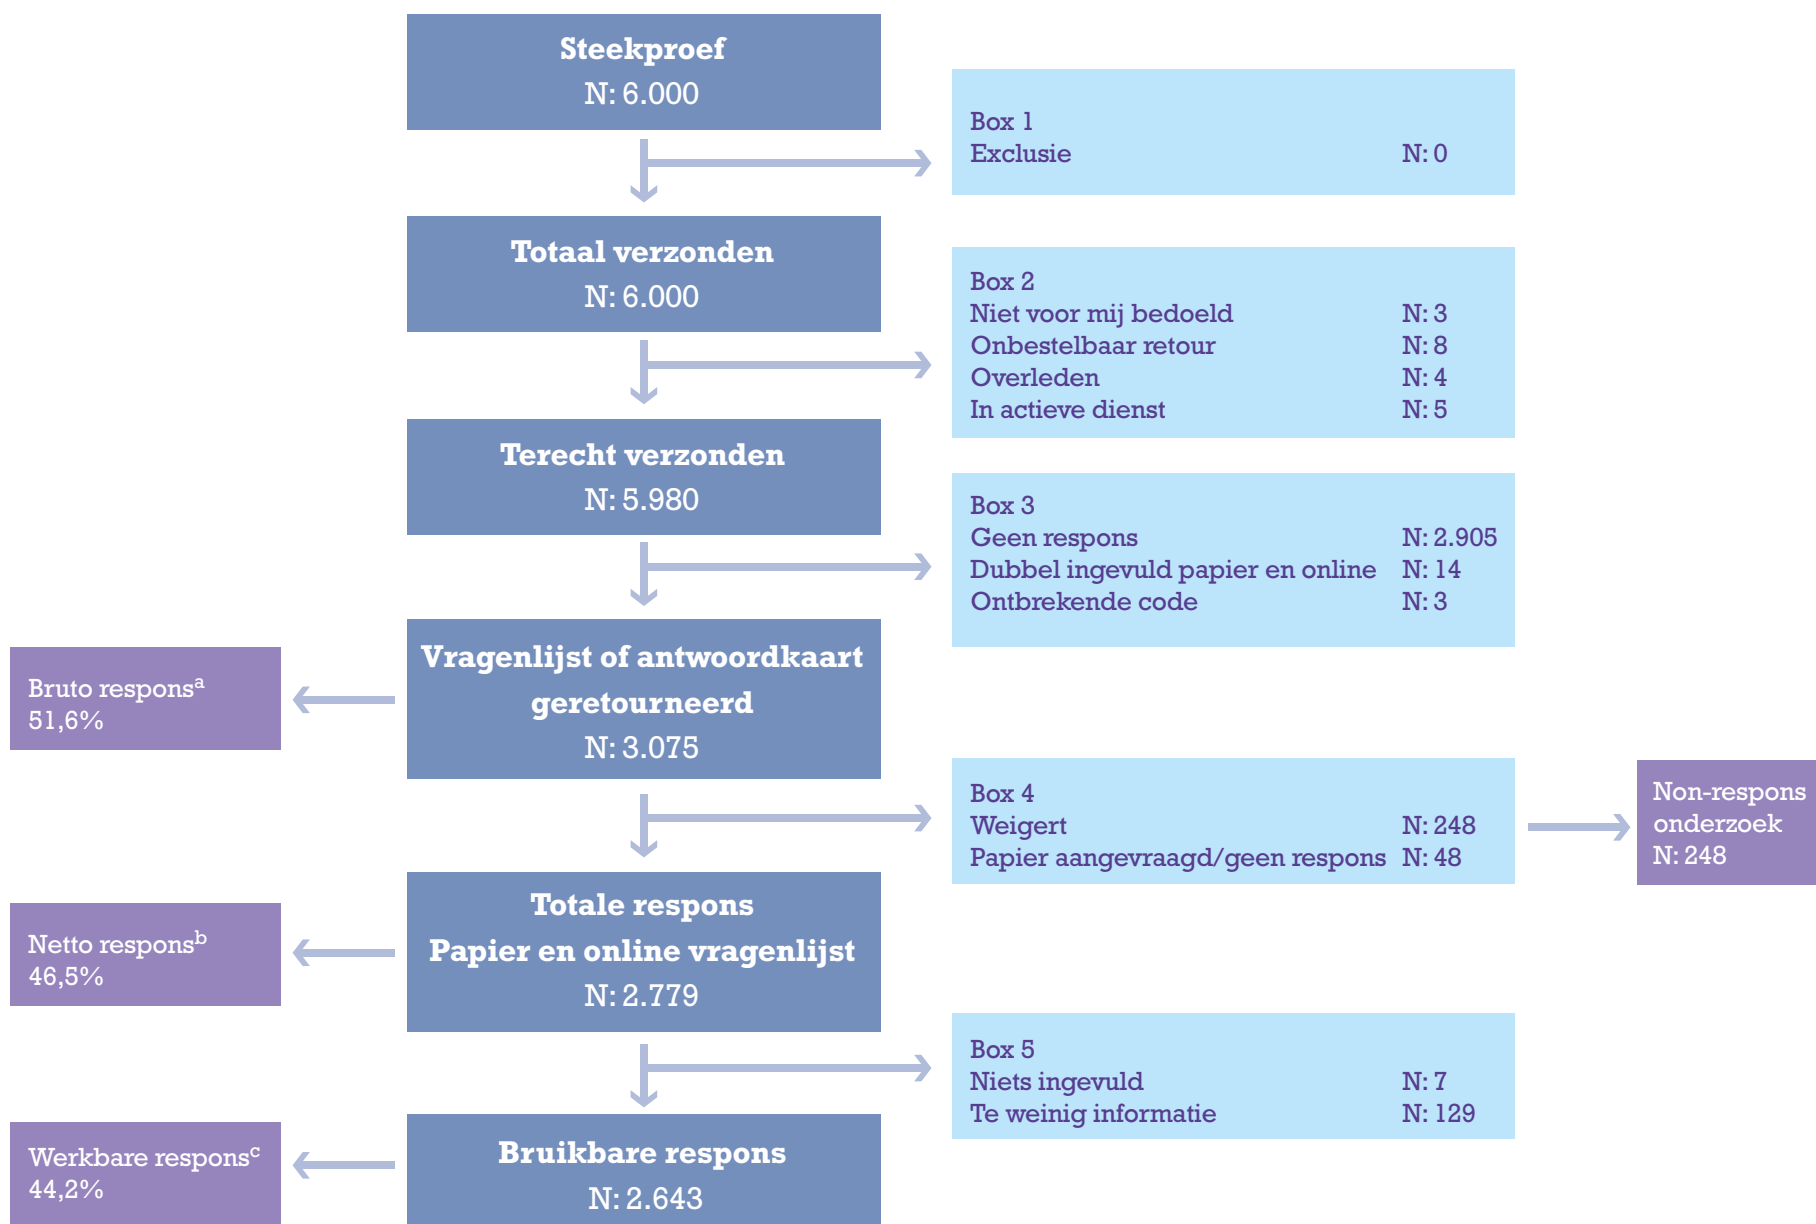 Steekproef
N: 6.000
Box 1
Exclusie N: 0
Totaal verzonden
N: 6.000
Box 2
Niet voor mij bedoeld N: 3
Onbestelbaar retour N: 8
Overleden N: 4
In actieve dienst N: 5
Terecht verzonden
N: 5.980
Box 3
Geen respons N: 2.905
Dubbel ingevuld papier en online N: 14
Ontbrekende code N: 3
Vragenlijst of antwoordkaart
geretourneerd
N: 3.075
Bruto responsᵃ
51,6%
Box 4
Weigert N: 248
Papier aangevraagd/geen respons N: 48
Non-respons
onderzoek
N: 248
Totale respons
Papier en online vragenlijst
N: 2.779
Netto responsᵇ
46,5%
Box 5
Niets ingevuld N: 7
Te weinig informatie N: 129
Bruikbare respons
N: 2.643
Werkbare responsᶜ
44,2%